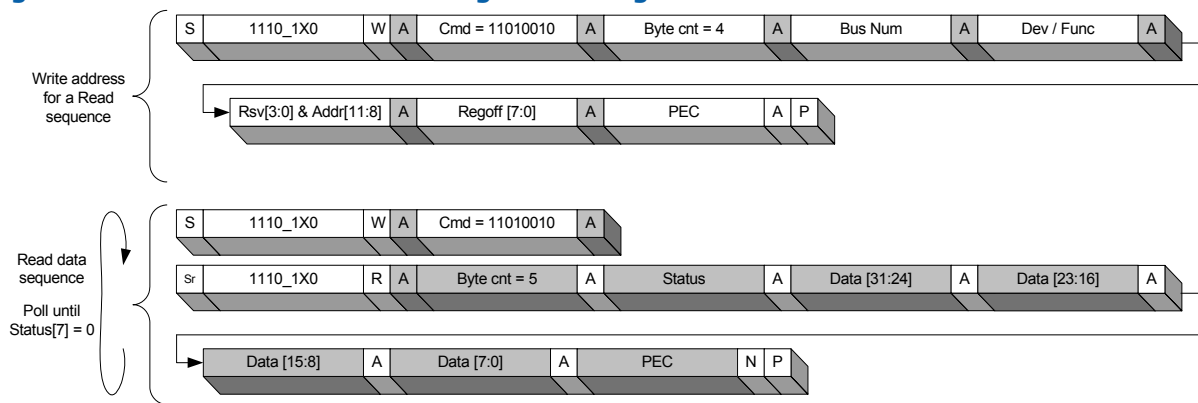 S 1110_1X0 W A Cmd = 11010010 A Byte cnt = 4 A Bus Num A Dev / Func A
Write address
for a Read
sequence
Rsv[3:0] & Addr[11:8] A Regoff [7:0] A PEC A P
S 1110_1X0 W A Cmd = 11010010 A
Read data
sequence
Poll until
Status[7] = 0
Sr 1110_1X0 R A Byte cnt = 5 A Status A Data [31:24] A Data [23:16] A
Data [15:8] A Data [7:0] A PEC N P